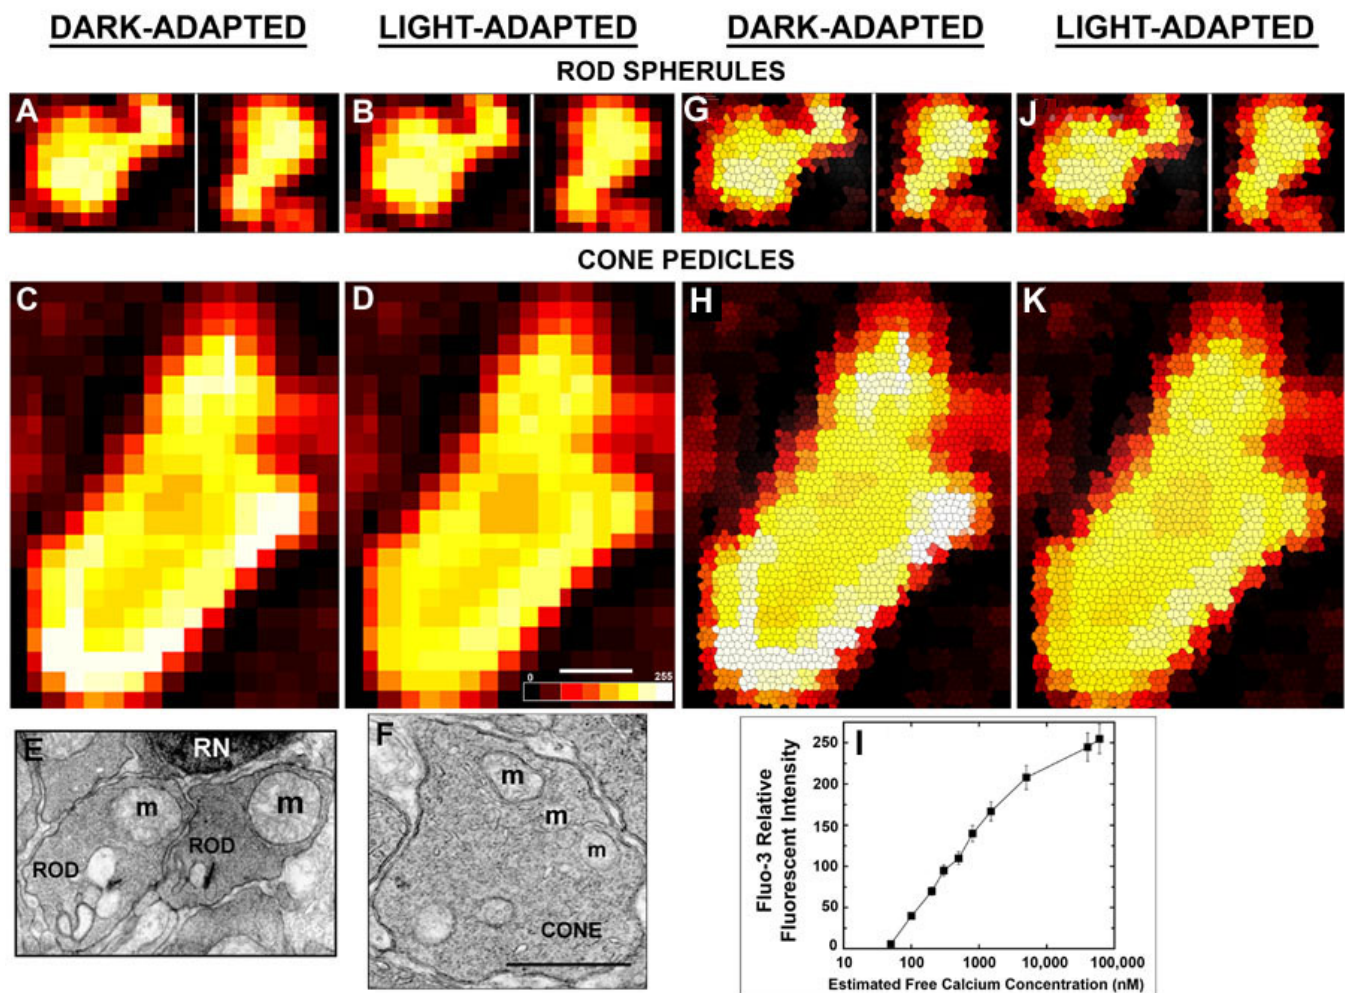 DARK-ADAPTED LIGHT-ADAPTED DARK-ADAPTED LIGHT-ADAPTED
ROD SPHERULES
A B G J
CONE PEDICLES
C D H K
0 255
E RN m m ROD ROD
F m m m CONE
I
Fluo-3 Relative
Fluorescent Intensity
250
200
150
100
50
0
10 100 1000 10,000 100,000
Estimated Free Calcium Concentration (nM)